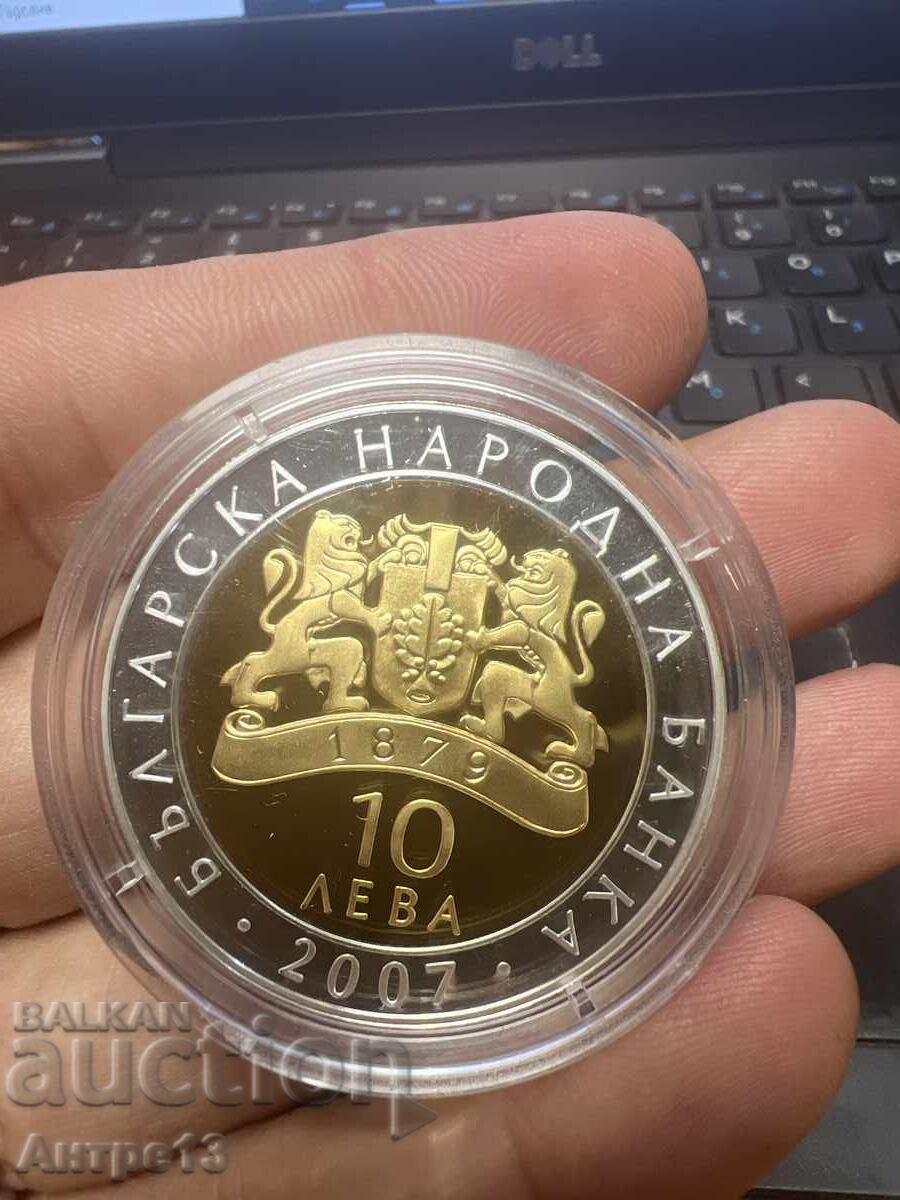 DELL
БЪЛГАРСКА НАРОДНА БАНКА
1879
10
ЛЕВА
· 2007 ·
BALKAN
auction
Антре13